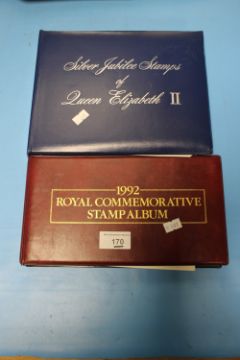 Silver Jubilee Stamps
of
Queen Elizabeth II
1992
ROYAL COMMEMORATIVE
STAMP ALBUM
170